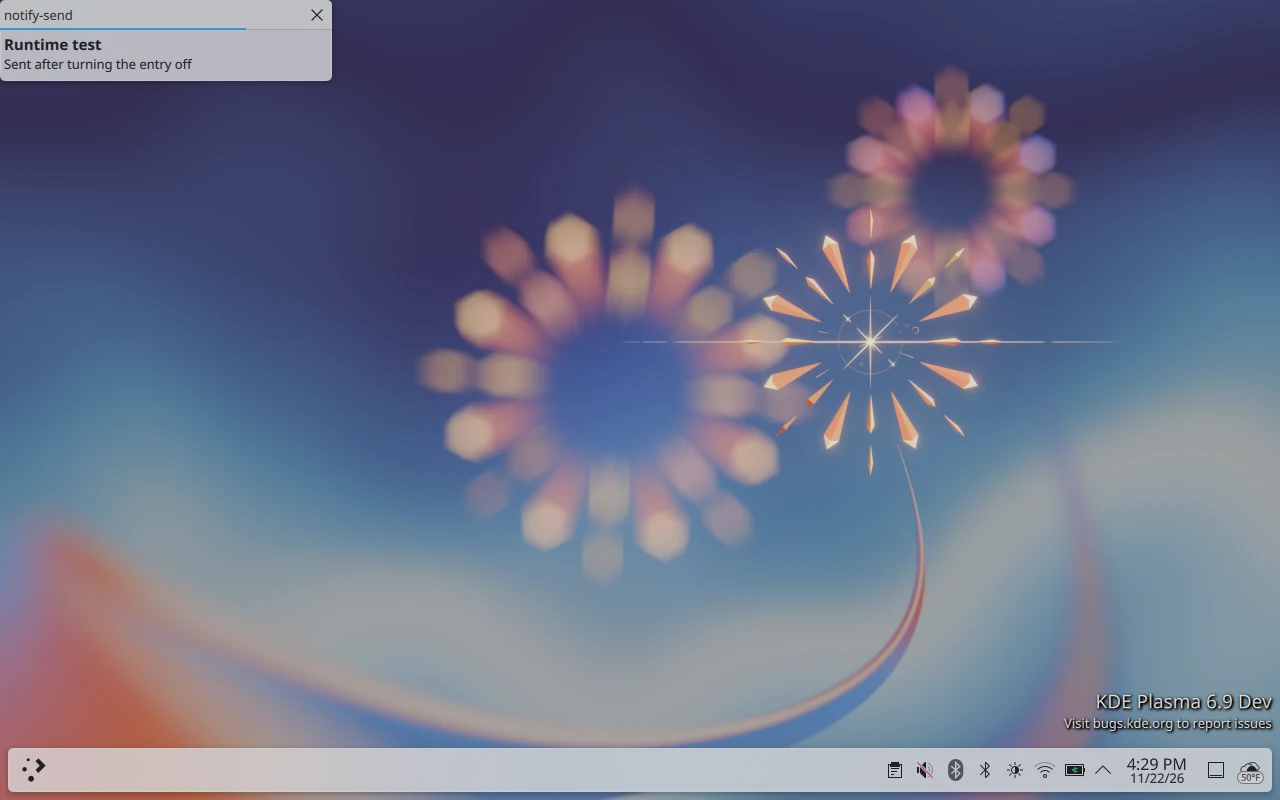 notify-send
Runtime test
Sent after turning the entry off
KDE Plasma 6.9 Dev
Visit bugs.kde.org to report issues
4:29 PM
11/22/26
50°F